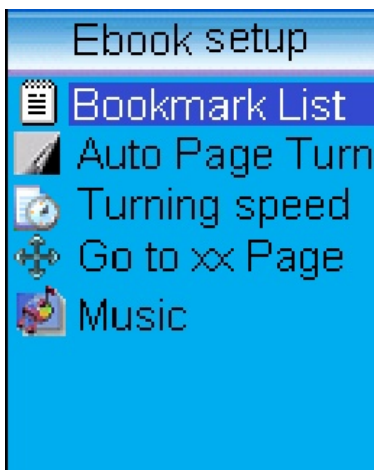 Ebook setup
Bookmark List
Auto Page Turn
Turning speed
Go to xx Page
Music